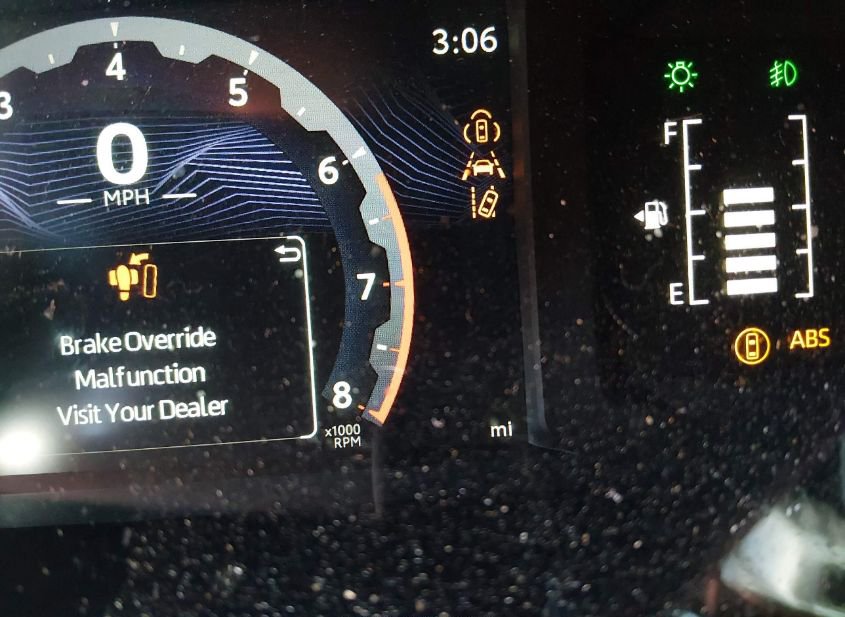 3:06
3
4
5
6
7
8
0
MPH
Brake Override
Malfunction
Visit Your Dealer
x1000
RPM
mi
F
E
ABS